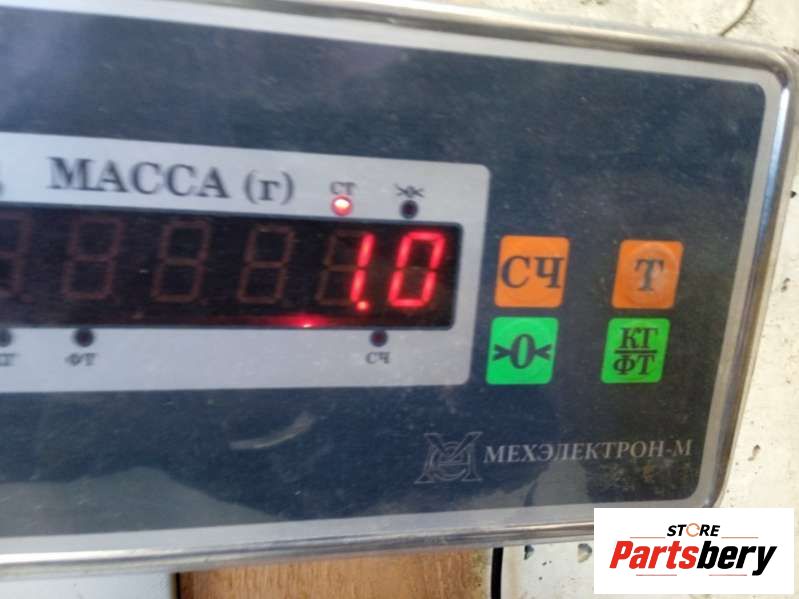 МАССА (г)
СТ
1.0
СЧ
Т
>0<
КГ
ФТ
ФТ
СЧ
МЕХЭЛЕКТРОН-М
STORE
Partsbery